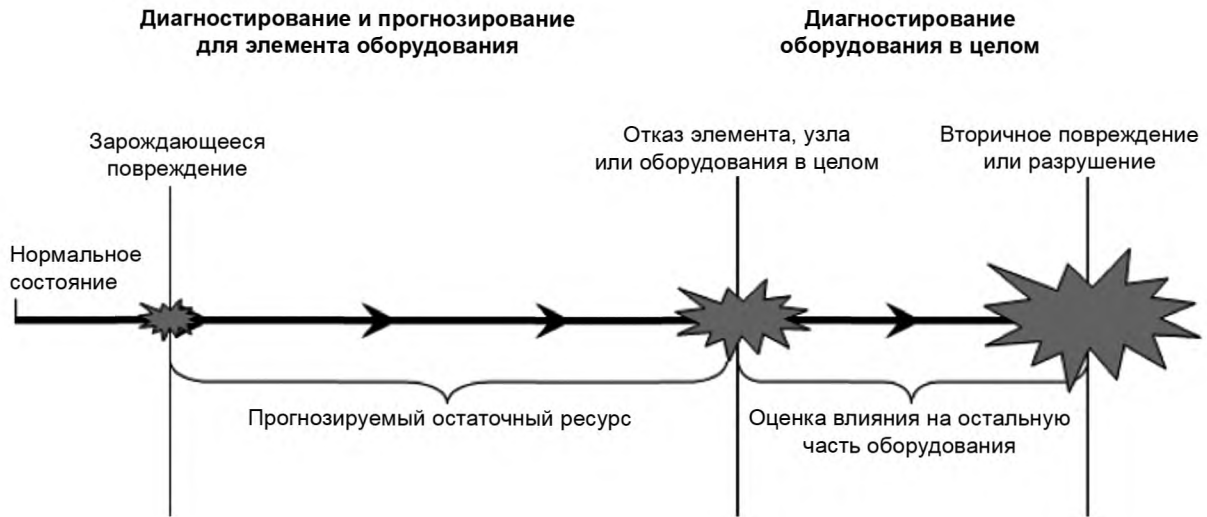 Диагностирование и прогнозирование
для элемента оборудования
Диагностирование
оборудования в целом
Зарождающееся
повреждение
Отказ элемента, узла
или оборудования в целом
Вторичное повреждение
или разрушение
Нормальное
состояние
Прогнозируемый остаточный ресурс
Оценка влияния на остальную
часть оборудования